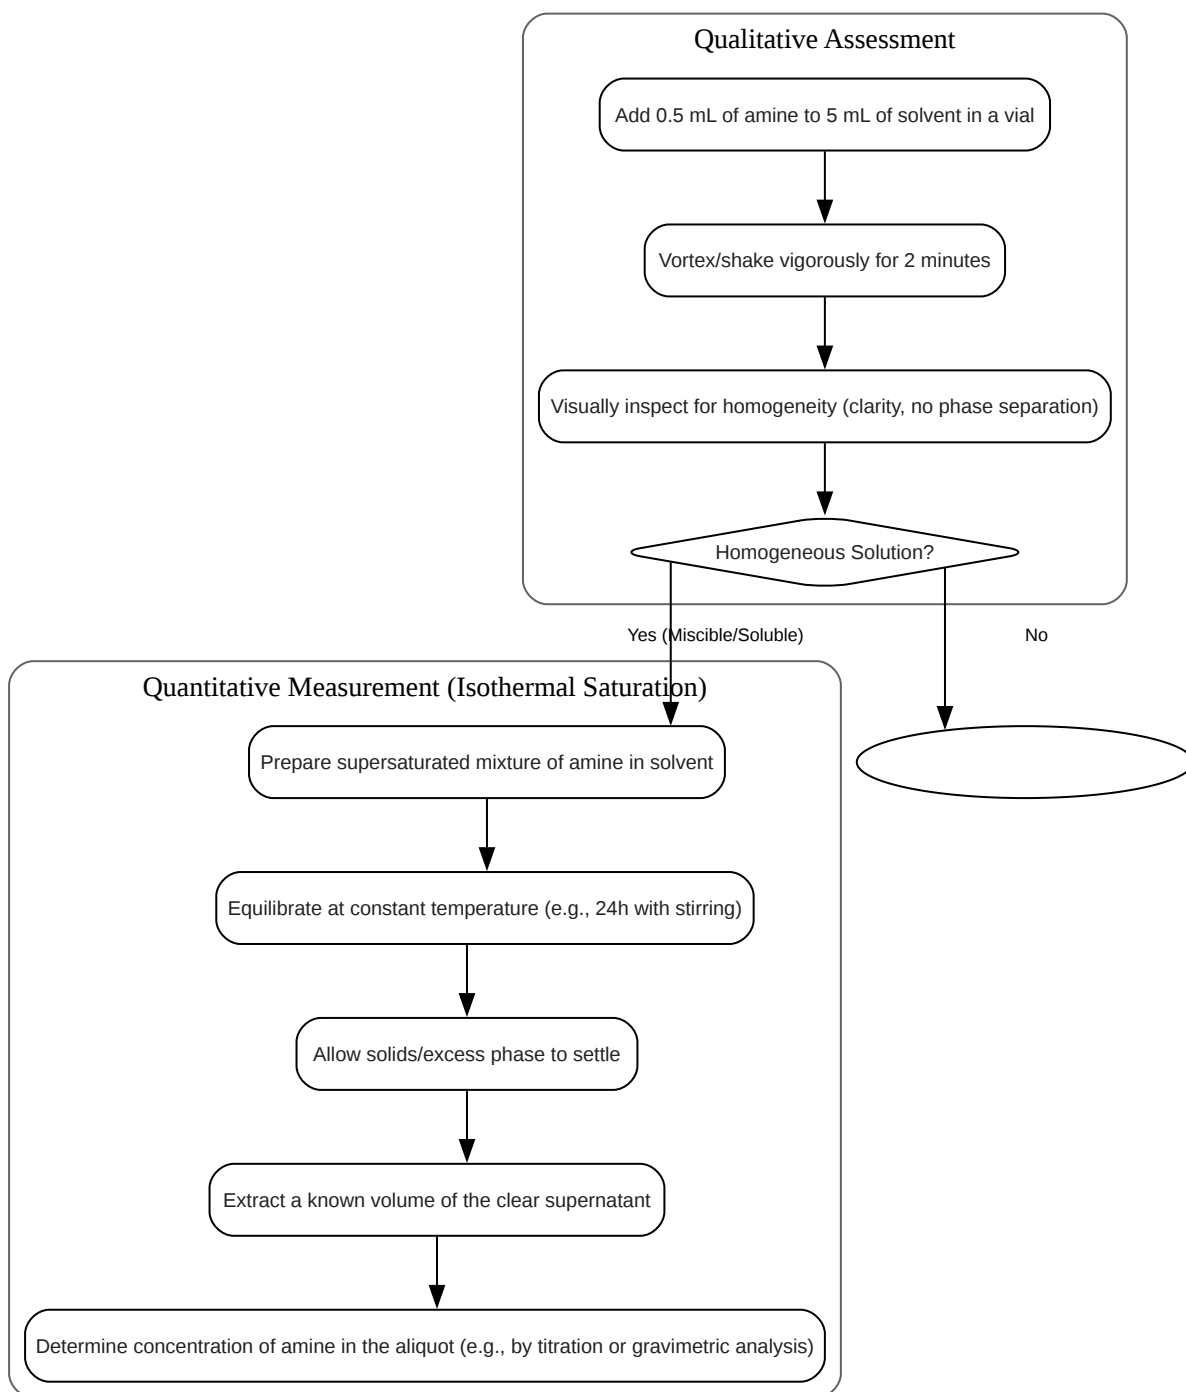 Qualitative Assessment
Add 0.5 mL of amine to 5 mL of solvent in a vial
Vortex/shake vigorously for 2 minutes
Visually inspect for homogeneity (clarity, no phase separation)
Homogeneous Solution?
Yes (Miscible/Soluble)
No
Quantitative Measurement (Isothermal Saturation)
Prepare supersaturated mixture of amine in solvent
Equilibrate at constant temperature (e.g., 24h with stirring)
Allow solids/excess phase to settle
Extract a known volume of the clear supernatant
Determine concentration of amine in the aliquot (e.g., by titration or gravimetric analysis)